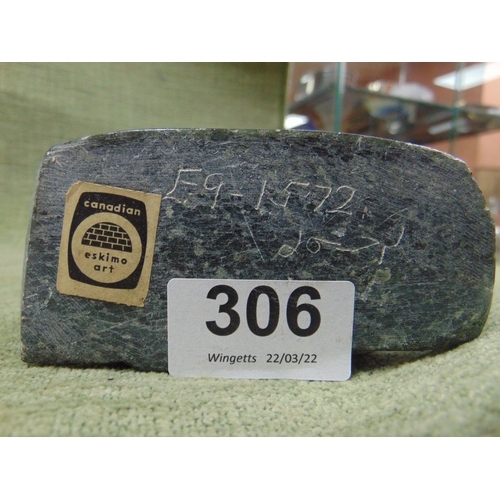 canadian
eskimo
art
E9-1572
306
Wingetts 22/03/22